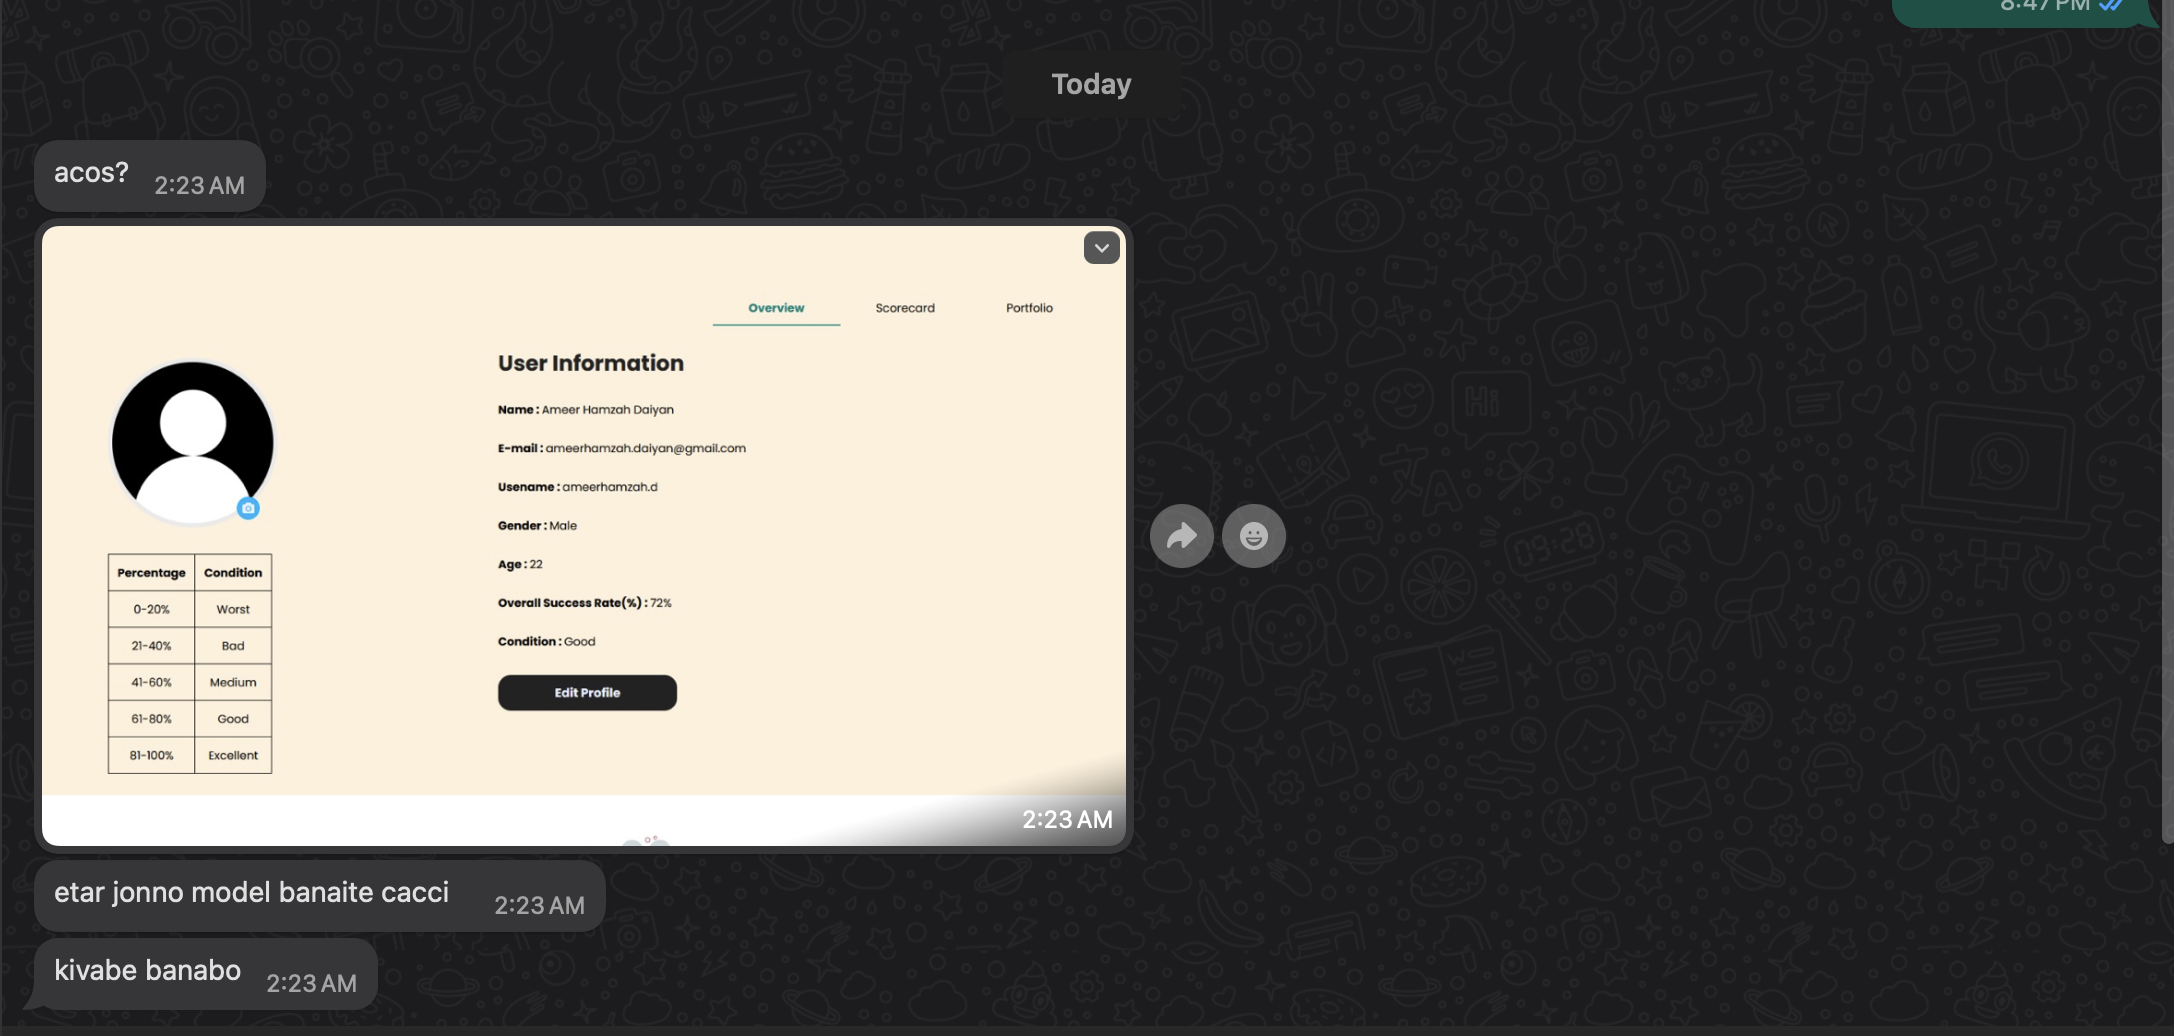 8:47 PM
Today
acos? 2:23 AM
Overview Scorecard Portfolio
User Information
Name : Ameer Hamzah Daiyan
E-mail : ameerhamzah.daiyan@gmail.com
Usename : ameerhamzah.d
Gender : Male
Age : 22
Overall Success Rate(%) : 72%
Condition : Good
Edit Profile
Percentage Condition
0-20% Worst
21-40% Bad
41-60% Medium
61-80% Good
81-100% Excellent
2:23 AM
etar jonno model banaite cacci 2:23 AM
kivabe banabo 2:23 AM